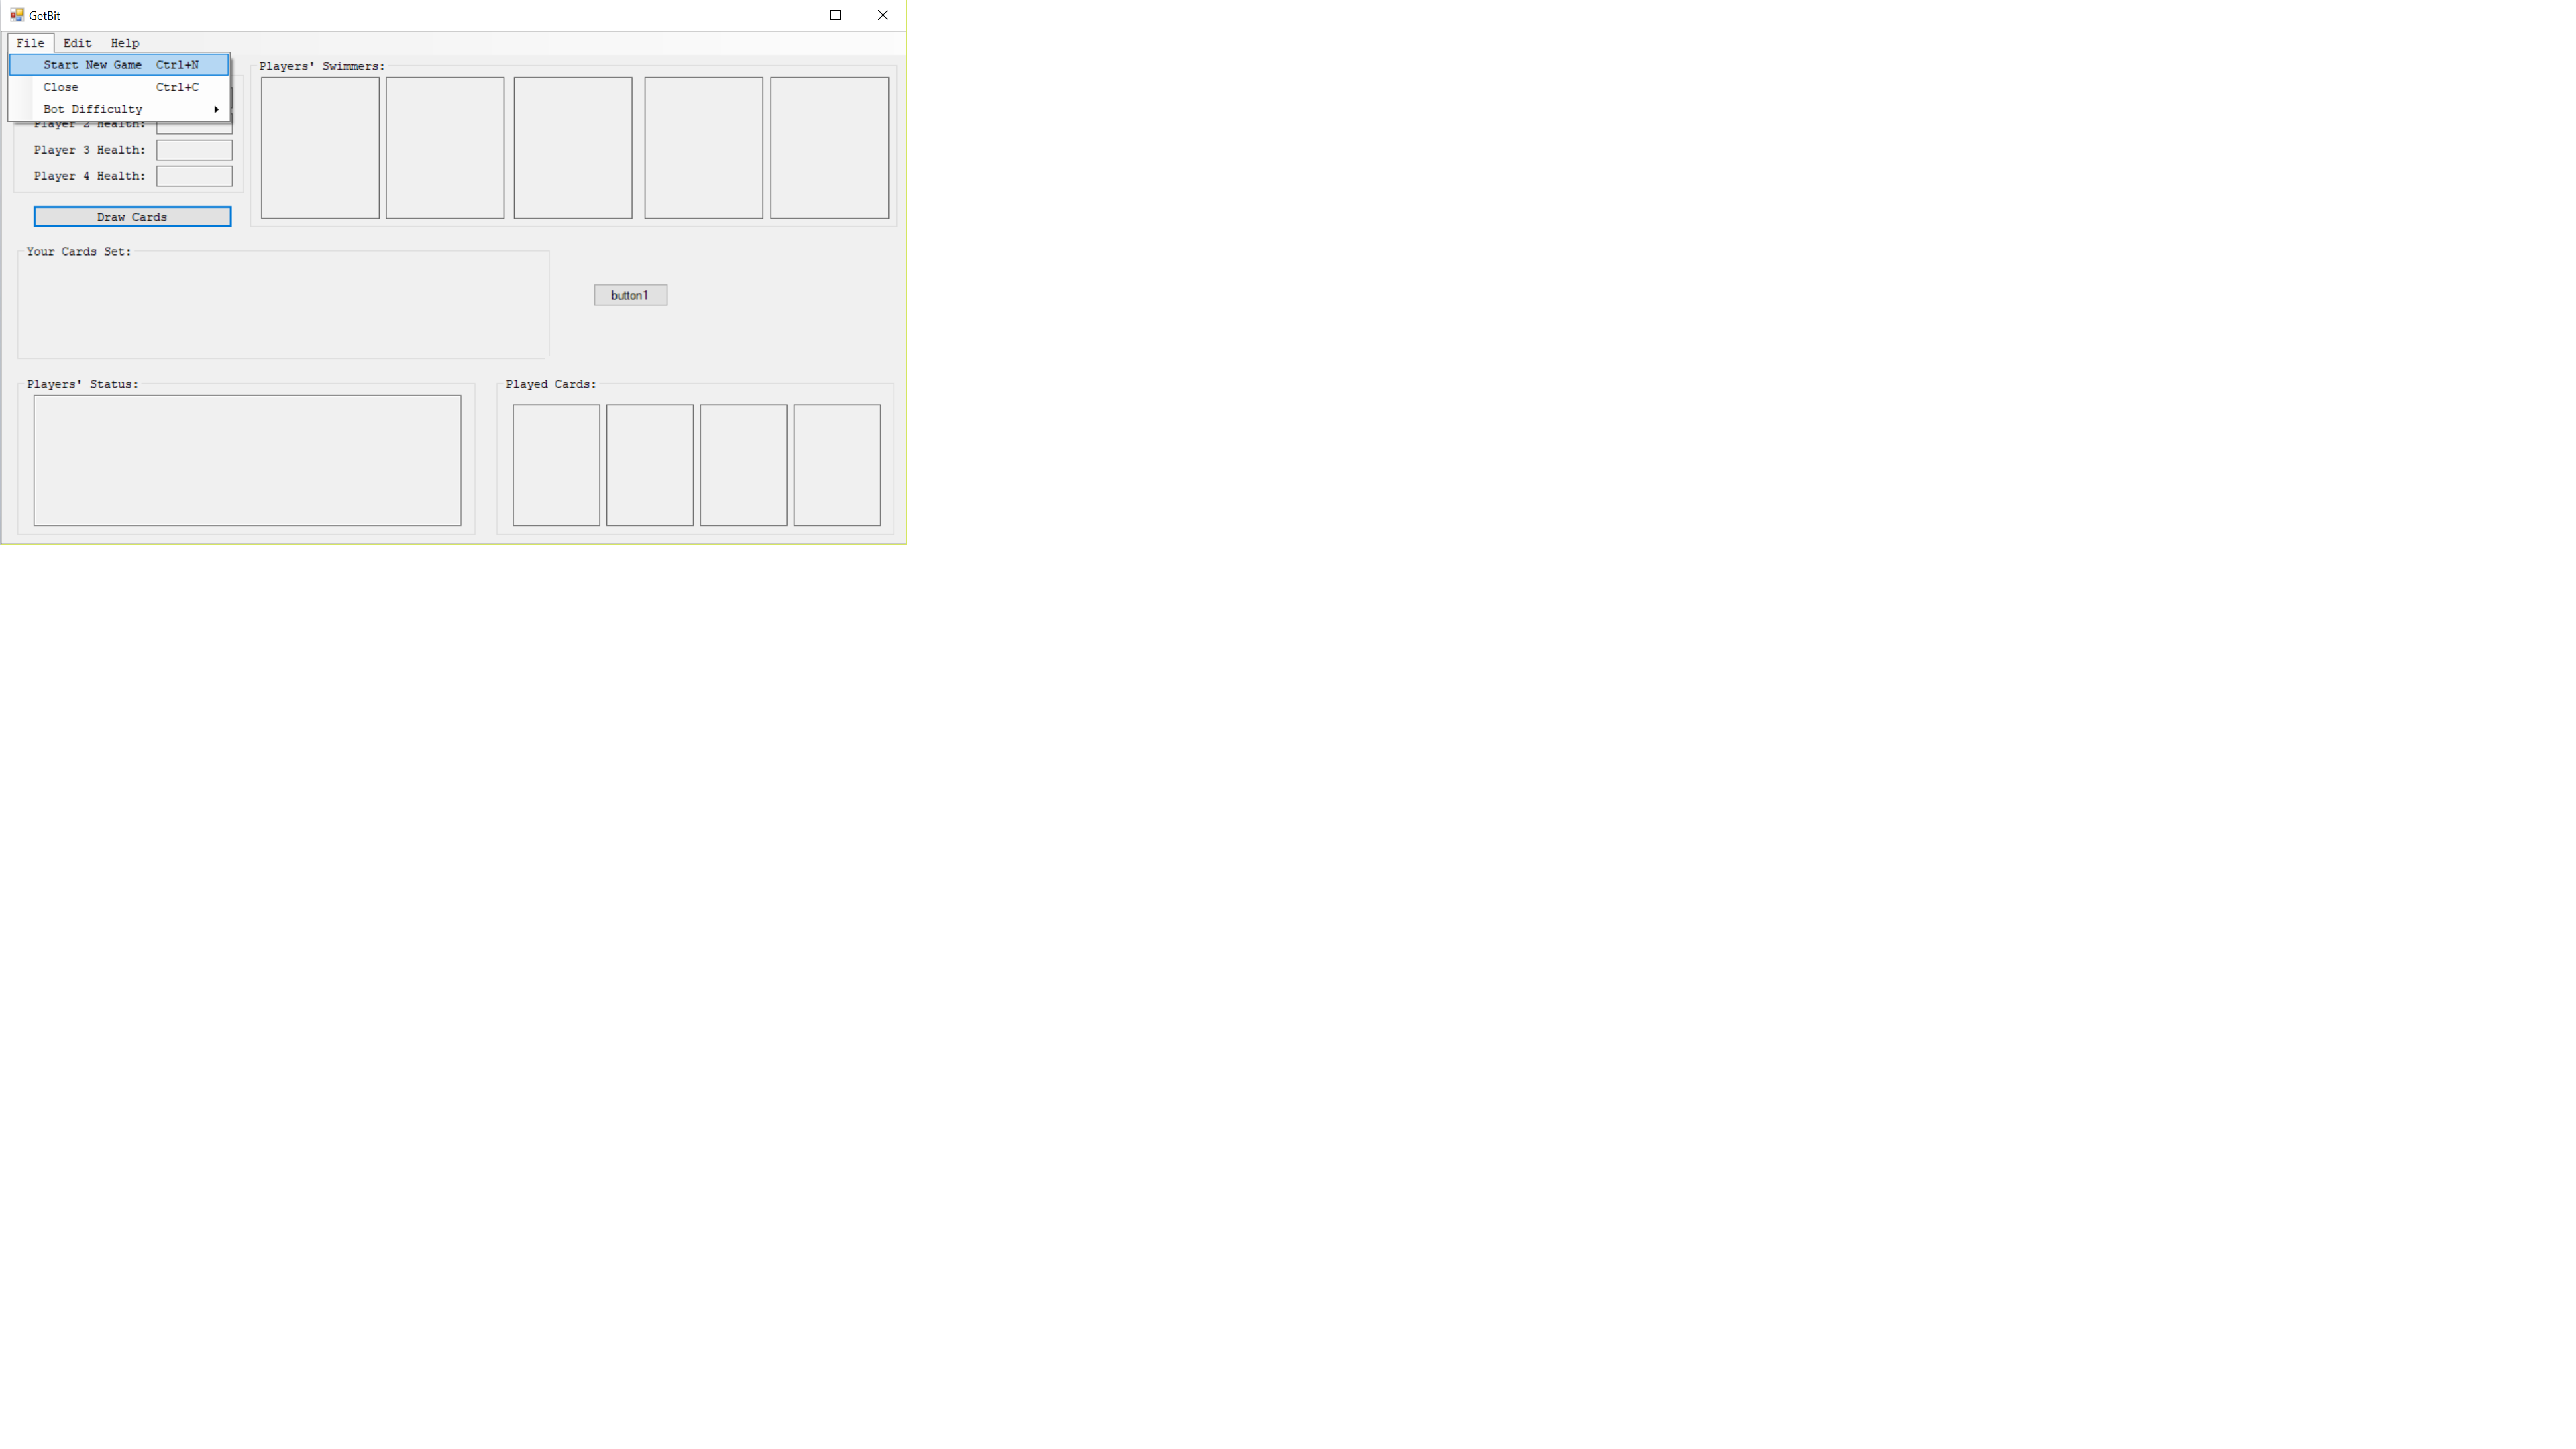 GetBit
File Edit Help
Start New Game Ctrl+N
Close Ctrl+C
Bot Difficulty
Player 2 Health:
Player 3 Health:
Player 4 Health:
Draw Cards
Players' Swimmers:
Your Cards Set:
button1
Players' Status:
Played Cards: